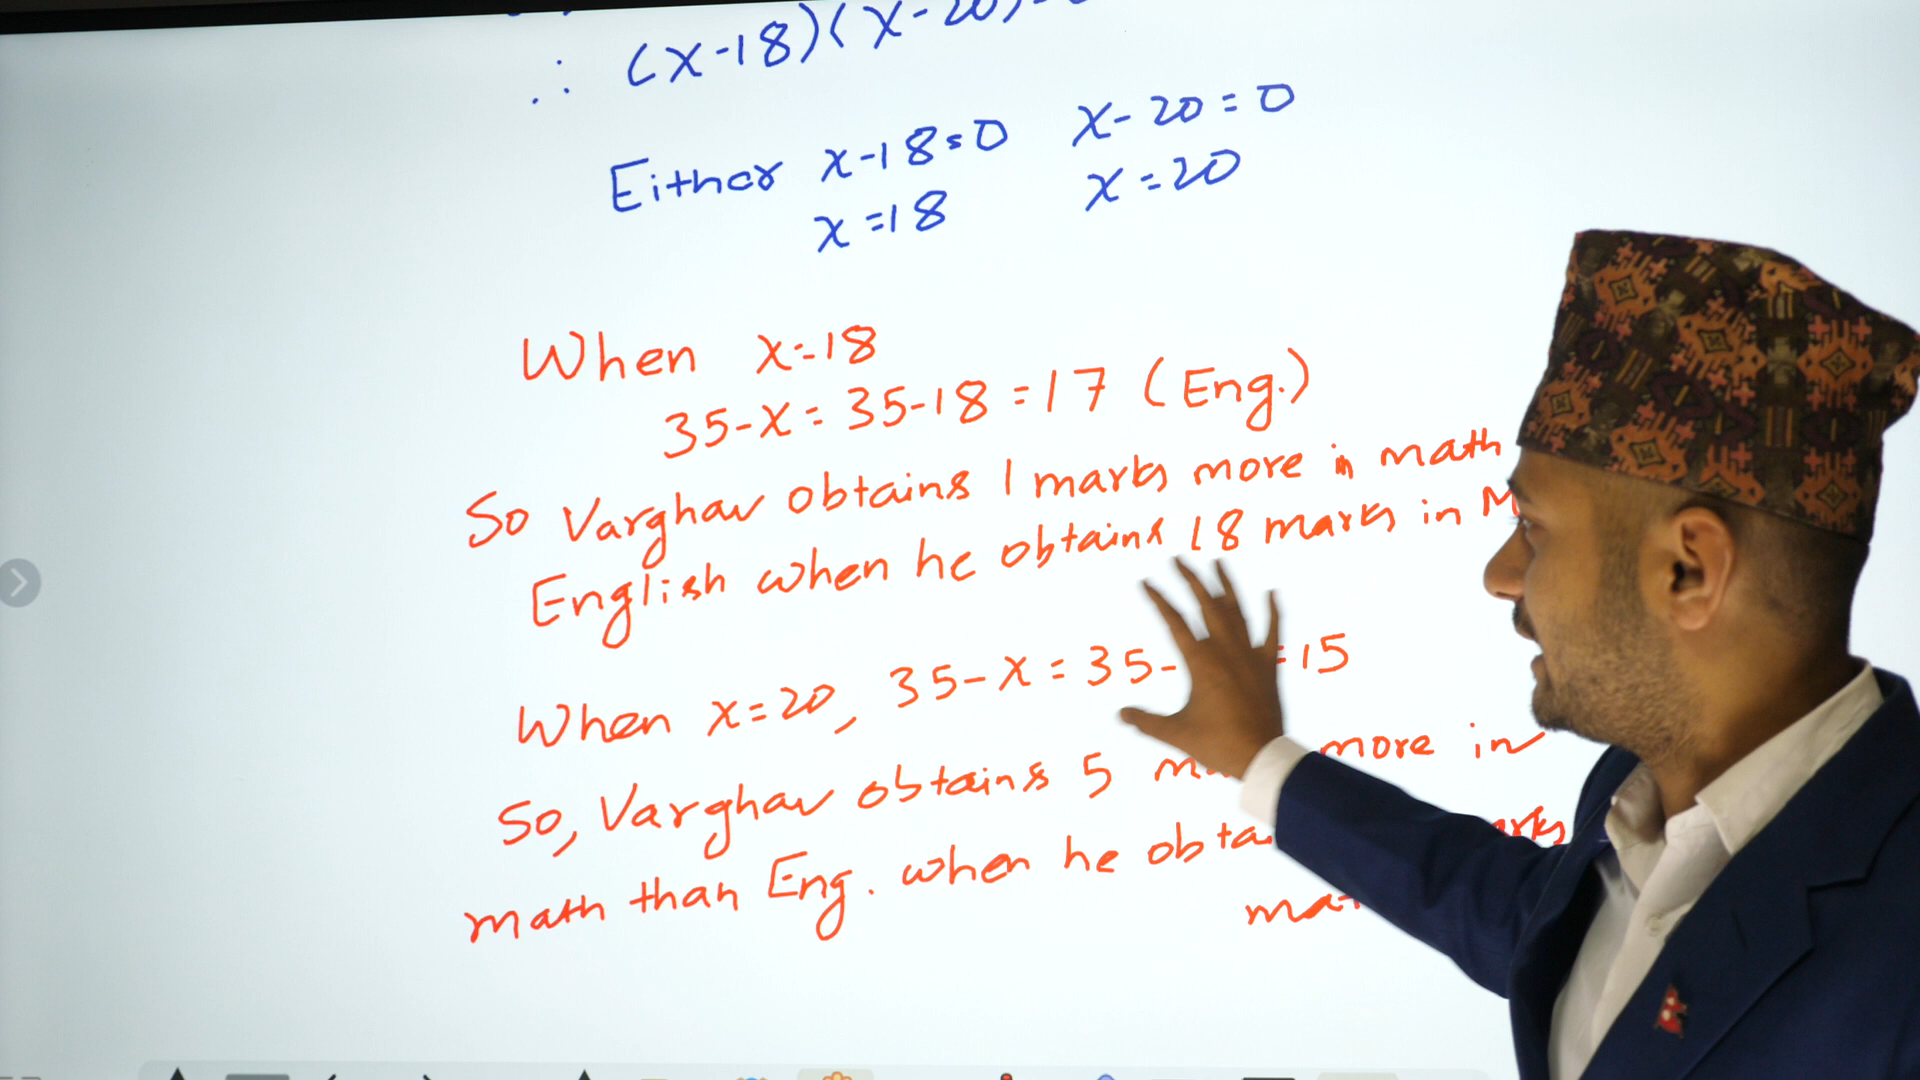 ∴ (x-18)(x-20)
Either x-18=0 x-20=0
x=18 x=20
When x=18
35-x=35-18=17 (Eng.)
So Varghav obtains 1 marks more in math
English when he obtains 18 marks in
When x=20, 35-x=35- =15
So, Varghav obtains 5 more in
math than Eng. when he